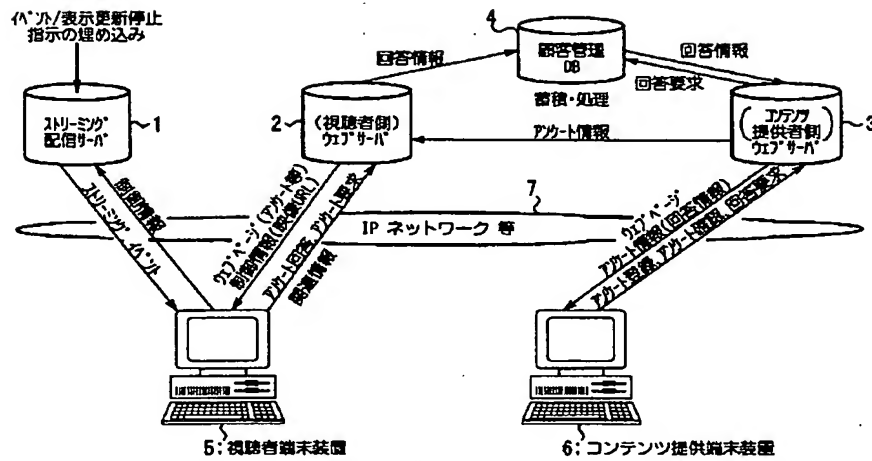 イベント/表示更新停止
指示の埋め込み
ストリーミング
配信サーバ
1
2
(視聴者側)
ウェブサーバ
回答情報
4
顧客管理
DB
蓄積・処理
回答情報
回答要求
アンケート情報
コンテンツ
提供者側
ウェブサーバ
3
制御情報
ストリーミング、イベント
ウェブページ(アンケート等)
制御情報(映像URL)
アンケート回答、アンケート要求
関連情報
7
IP ネットワーク 等
ウェブページ
アンケート情報(回答情報)
アンケート登録、アンケート確認、回答要求
5:視聴者端末装置
6:コンテンツ提供端末装置